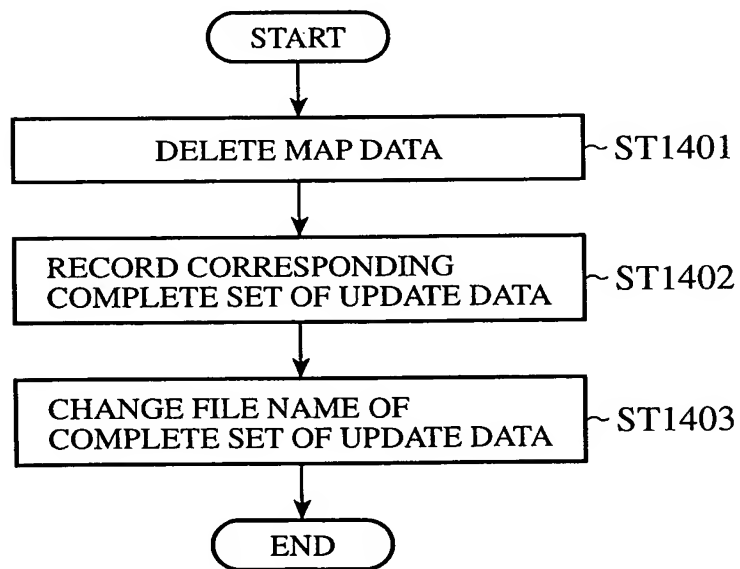 START
DELETE MAP DATA
ST1401
RECORD CORRESPONDING
COMPLETE SET OF UPDATE DATA
ST1402
CHANGE FILE NAME OF
COMPLETE SET OF UPDATE DATA
ST1403
END